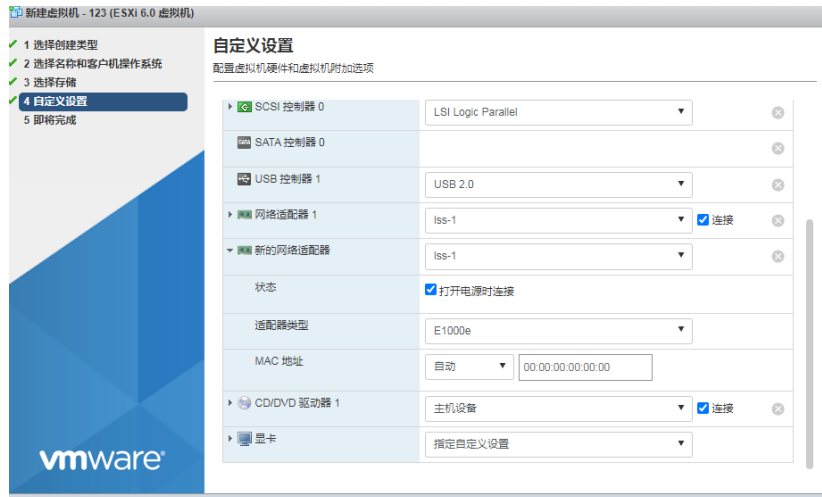 新建虚拟机 - 123 (ESXi 6.0 虚拟机)
1 选择创建类型
2 选择名称和客户机操作系统
3 选择存储
4 自定义设置
5 即将完成
自定义设置
配置虚拟机硬件和虚拟机附加选项
SCSI 控制器 0 LSI Logic Parallel
SATA 控制器 0
USB 控制器 1 USB 2.0
网络适配器 1 lss-1 连接
新的网络适配器 lss-1
状态 打开电源时连接
适配器类型 E1000e
MAC 地址 自动 00:00:00:00:00:00
CD/DVD 驱动器 1 主机设备 连接
显卡 指定自定义设置
vmware